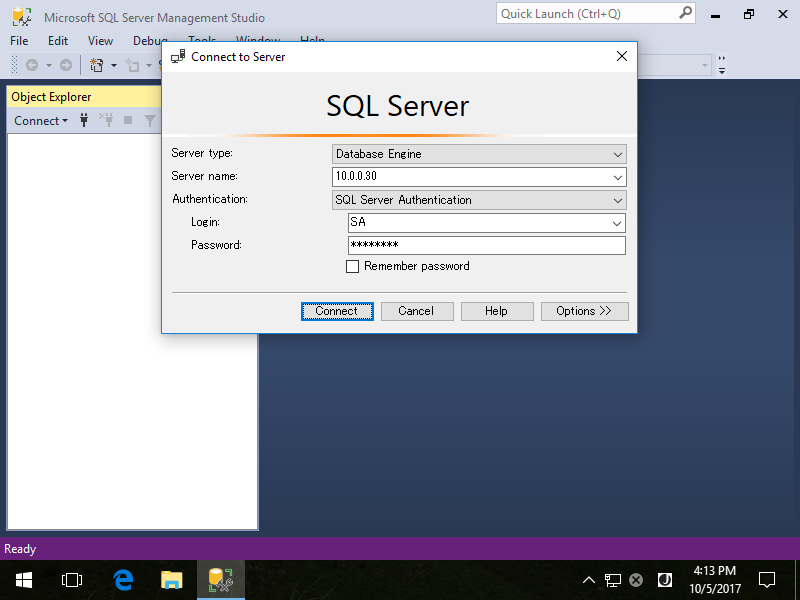 Microsoft SQL Server Management Studio
Quick Launch (Ctrl+Q)
File Edit View Debug Tools Window Help
Connect to Server
Object Explorer
Connect
SQL Server
Server type: Database Engine
Server name: 10.0.0.30
Authentication: SQL Server Authentication
Login: SA
Password: ********
Remember password
Connect Cancel Help Options >>
Ready
4:13 PM
10/5/2017